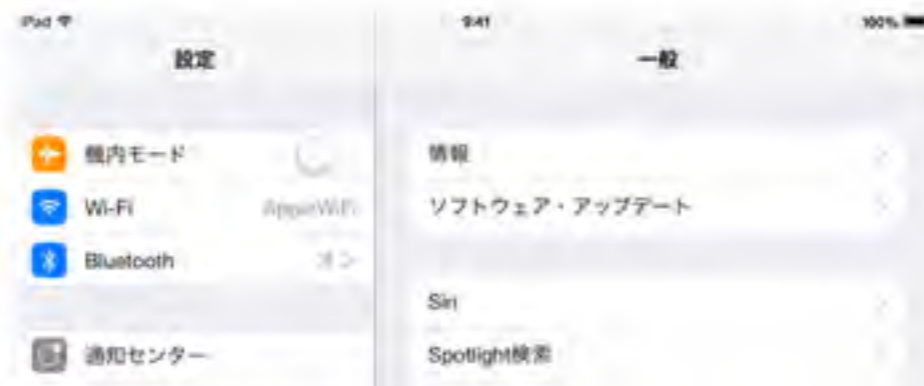 iPad
9:41
100%
設定
一般
機内モード
Wi-Fi
Bluetooth
オン
通知センター
情報
ソフトウェア・アップデート
Siri
Spotlight検索